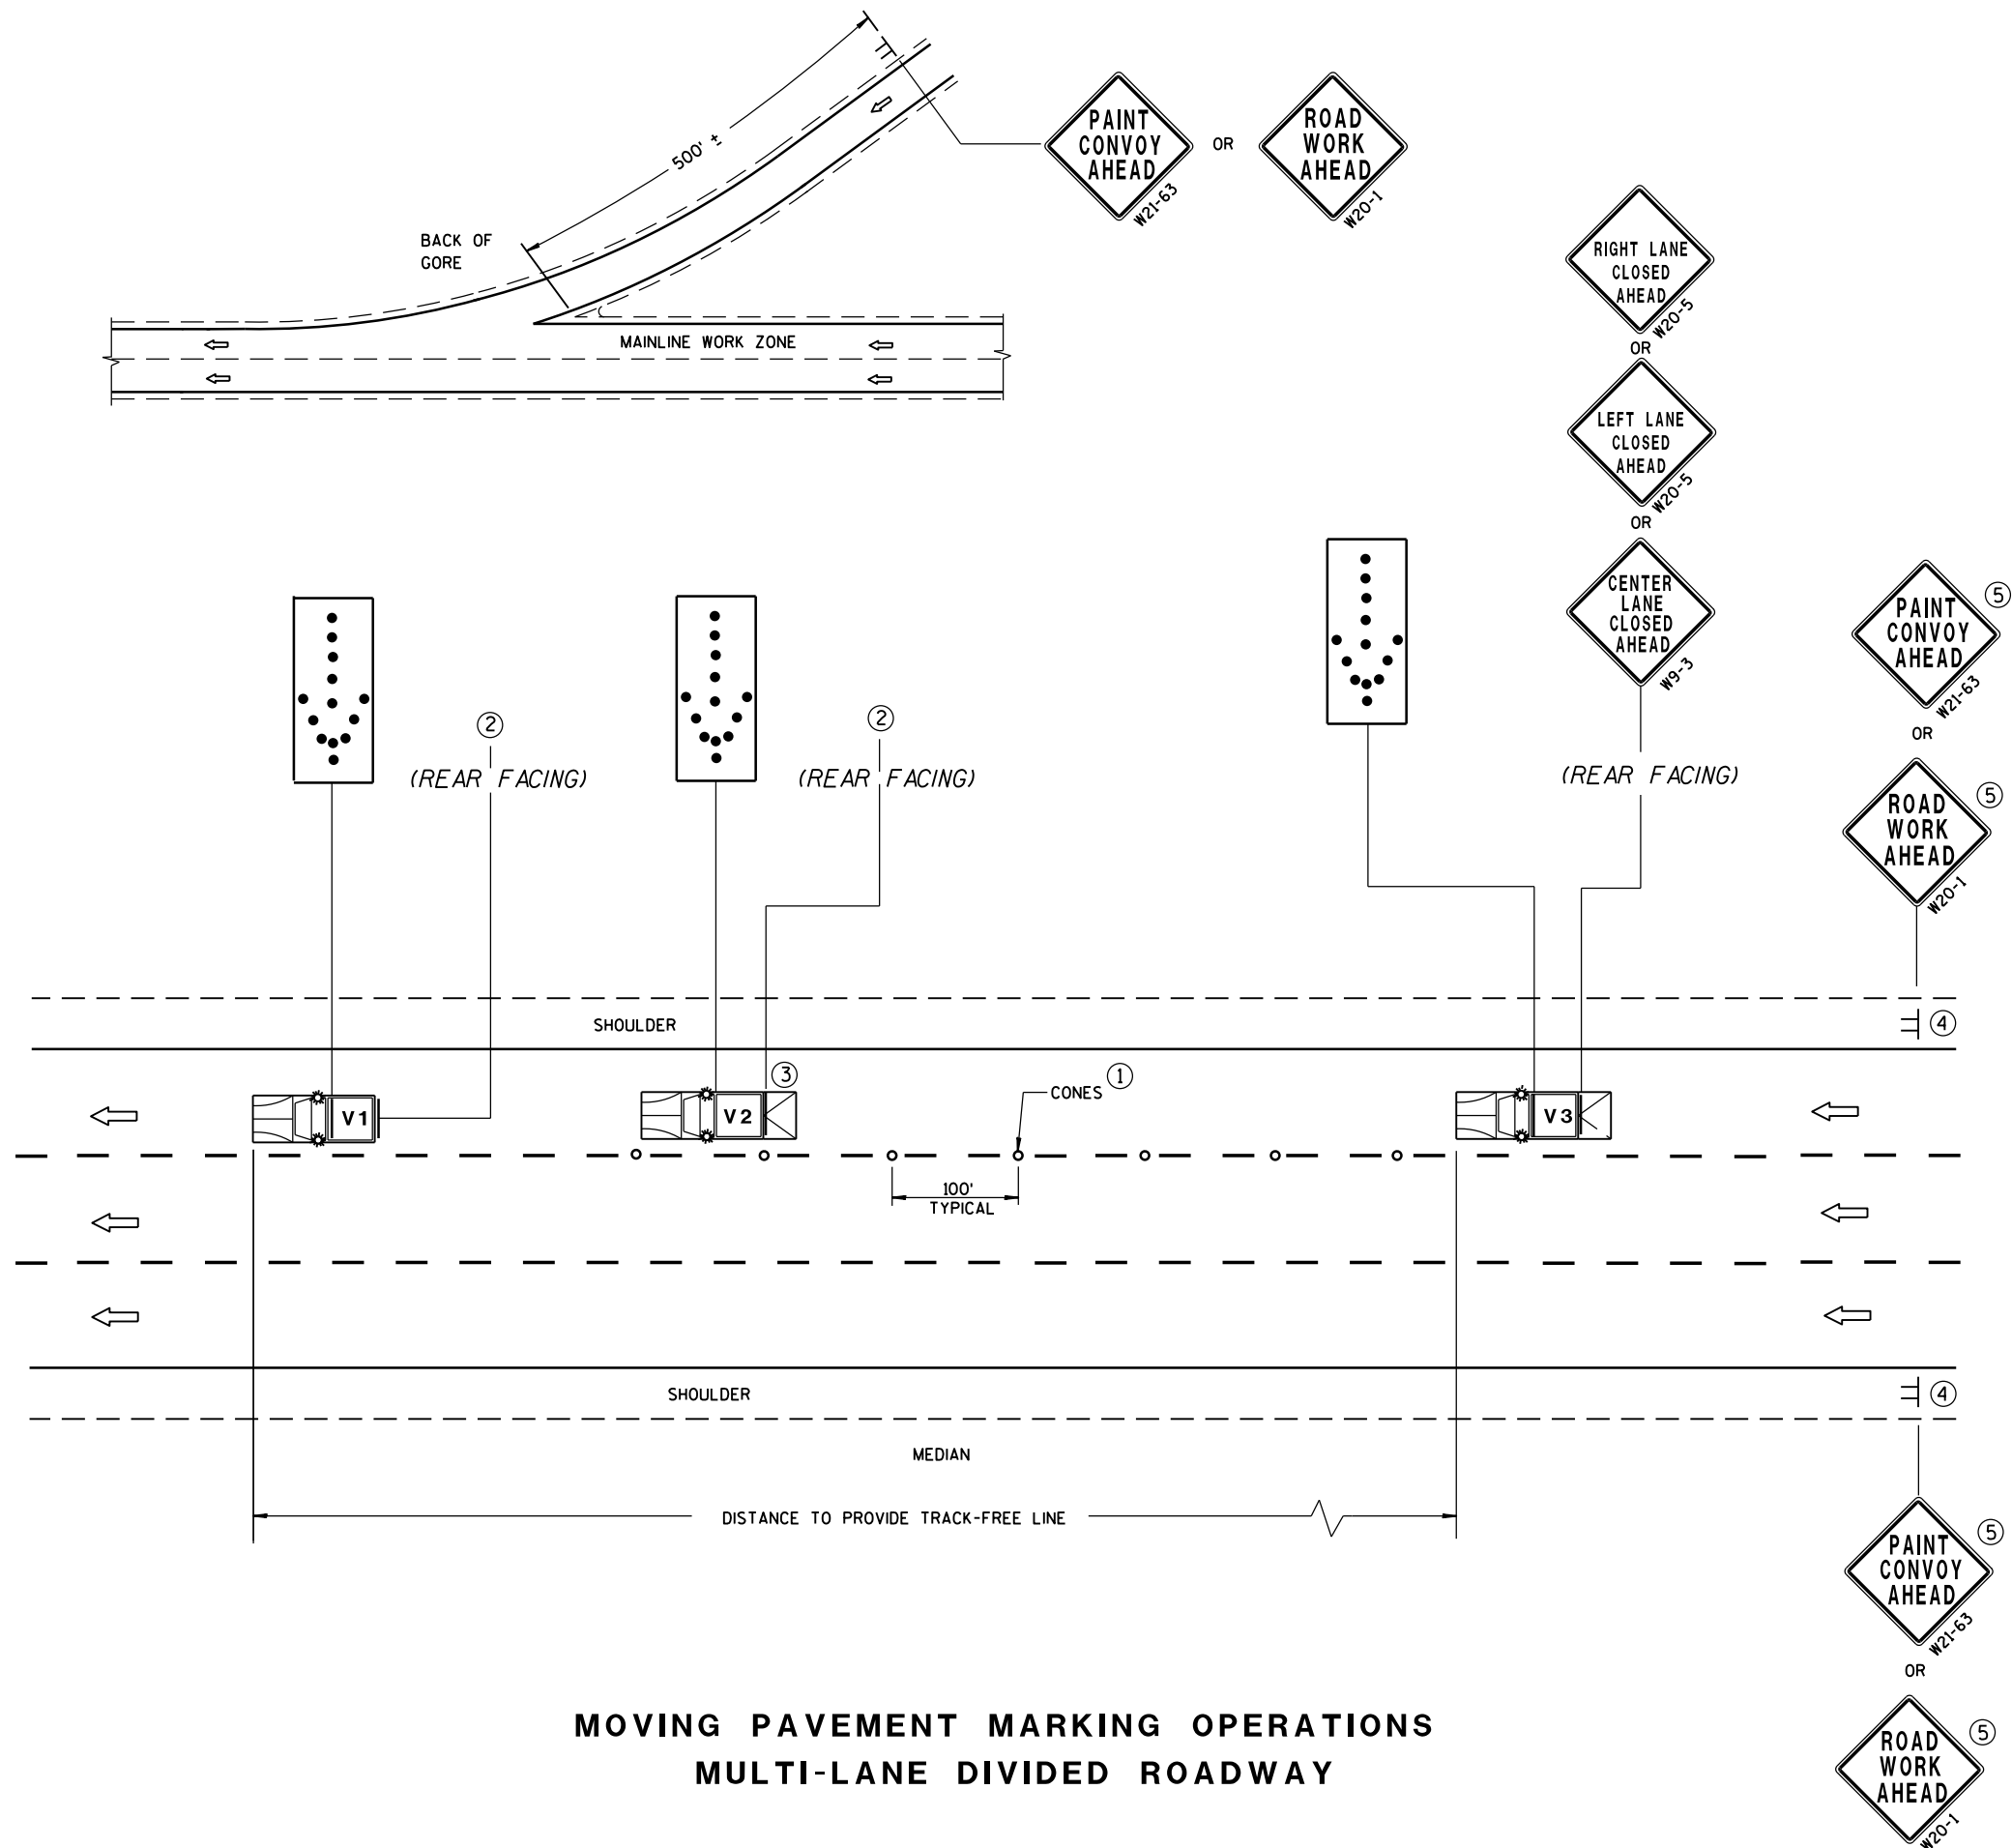 500' ±
PAINT
CONVOY
AHEAD
W21-63
OR
ROAD
WORK
AHEAD
W20-1
BACK OF
GORE
MAINLINE WORK ZONE
RIGHT LANE
CLOSED
AHEAD
W20-5
OR
LEFT LANE
CLOSED
AHEAD
W20-5
OR
CENTER
LANE
CLOSED
AHEAD
W9-3
(REAR FACING)
2
(REAR FACING)
2
(REAR FACING)
PAINT
CONVOY
AHEAD
W21-63
5
OR
ROAD
WORK
AHEAD
W20-1
5
SHOULDER
4
V1
V2
3
CONES
1
V3
100'
TYPICAL
SHOULDER
4
MEDIAN
DISTANCE TO PROVIDE TRACK-FREE LINE
PAINT
CONVOY
AHEAD
W21-63
5
OR
ROAD
WORK
AHEAD
W20-1
5
MOVING PAVEMENT MARKING OPERATIONS
MULTI-LANE DIVIDED ROADWAY